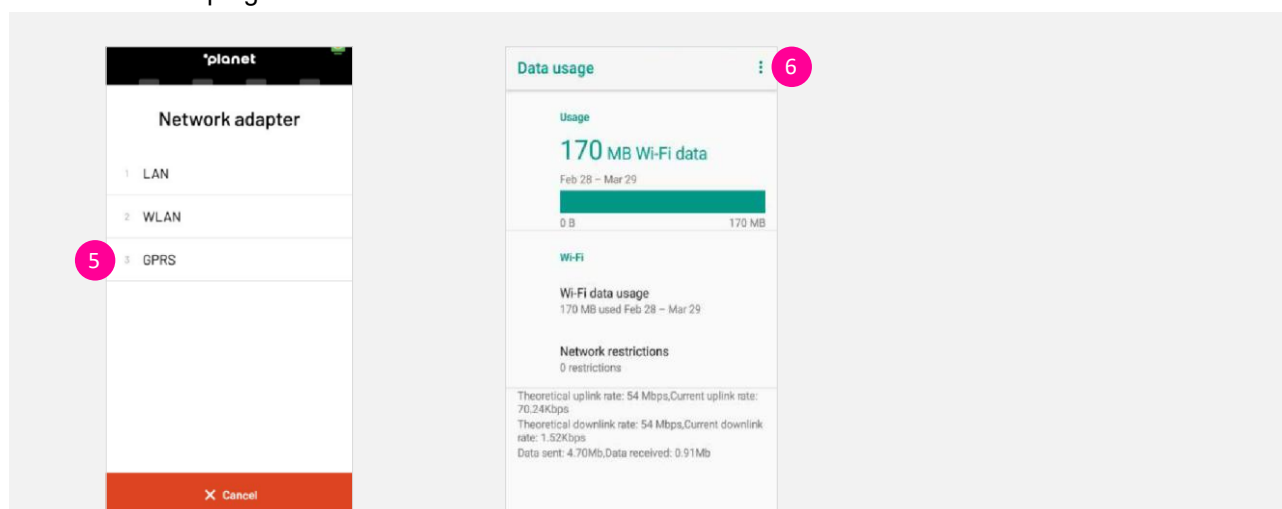 *planet
Network adapter
1 LAN
2 WLAN
5
3 GPRS
X Cancel
Data usage
6
Usage
170 MB Wi-Fi data
Feb 28 – Mar 29
0 B 170 MB
Wi-Fi
Wi-Fi data usage
170 MB used Feb 28 – Mar 29
Network restrictions
0 restrictions
Theoretical uplink rate: 54 Mbps,Current uplink rate:
70.24Kbps
Theoretical downlink rate: 54 Mbps,Current downlink
rate: 1.52Kbps
Data sent: 4.70Mb,Data received: 0.91Mb